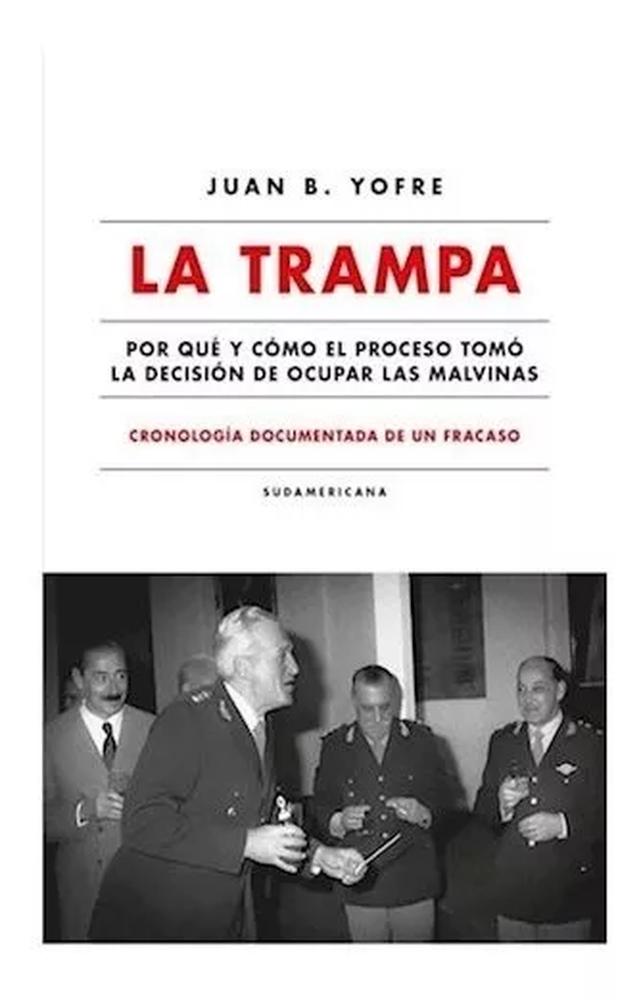 JUAN B. YOFRE
LA TRAMPA
POR QUÉ Y CÓMO EL PROCESO TOMÓ
LA DECISIÓN DE OCUPAR LAS MALVINAS
CRONOLOGÍA DOCUMENTADA DE UN FRACASO
SUDAMERICANA